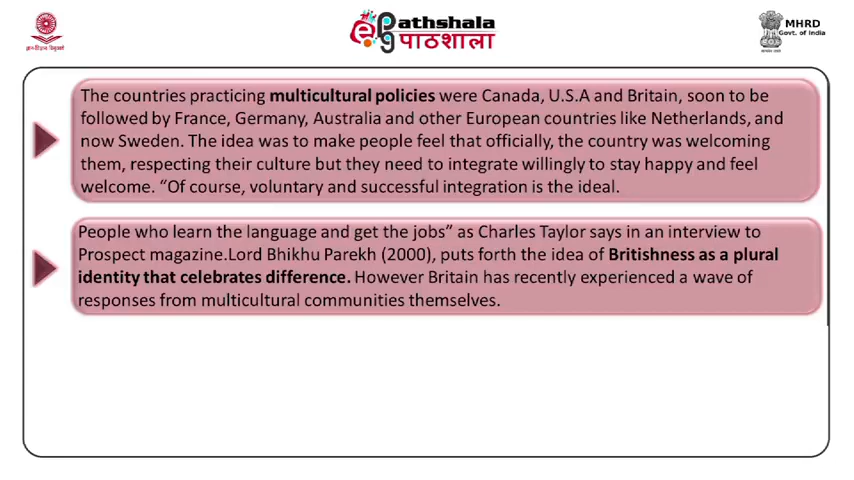 ePathshala
पाठशाला
MHRD
Govt. of India
The countries practicing multicultural policies were Canada, U.S.A and Britain, soon to be
followed by France, Germany, Australia and other European countries like Netherlands, and
now Sweden. The idea was to make people feel that officially, the country was welcoming
them, respecting their culture but they need to integrate willingly to stay happy and feel
welcome. “Of course, voluntary and successful integration is the ideal.
People who learn the language and get the jobs” as Charles Taylor says in an interview to
Prospect magazine.Lord Bhikhu Parekh (2000), puts forth the idea of Britishness as a plural
identity that celebrates difference. However Britain has recently experienced a wave of
responses from multicultural communities themselves.